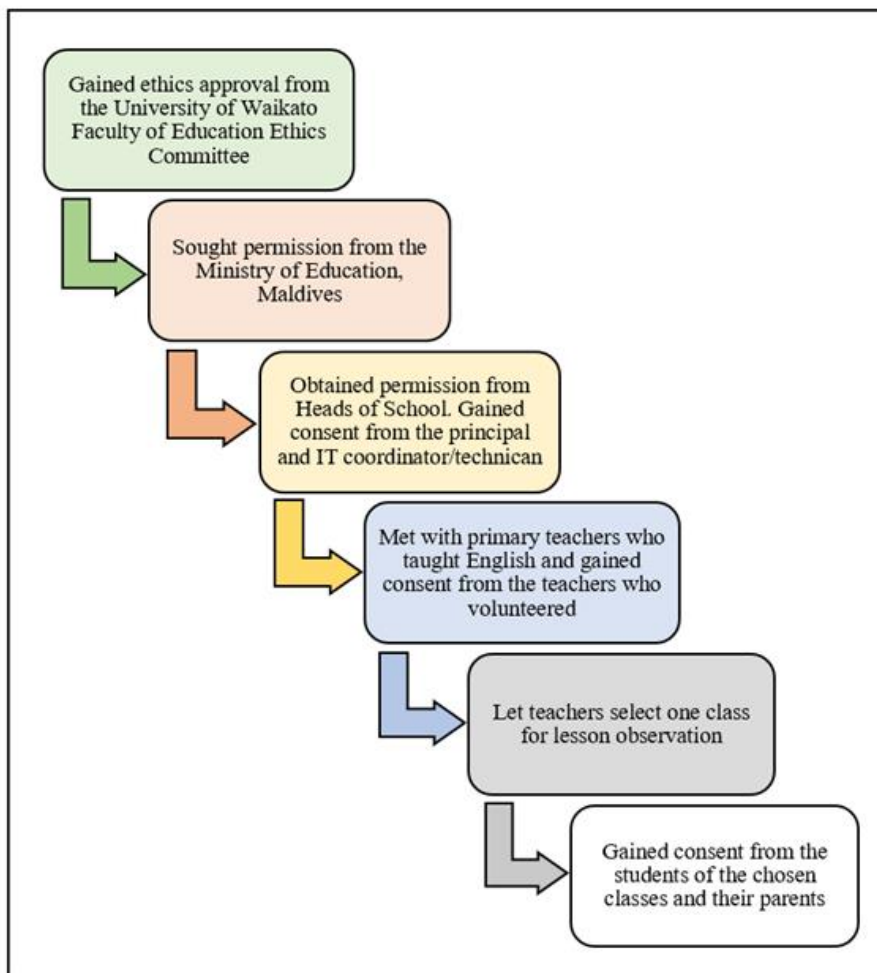 Gained ethics approval from
the University of Waikato
Faculty of Education Ethics
Committee
Sought permission from the
Ministry of Education,
Maldives
Obtained permission from
Heads of School. Gained
consent from the principal
and IT coordinator/technican
Met with primary teachers who
taught English and gained
consent from the teachers who
volunteered
Let teachers select one class
for lesson observation
Gained consent from the
students of the chosen
classes and their parents